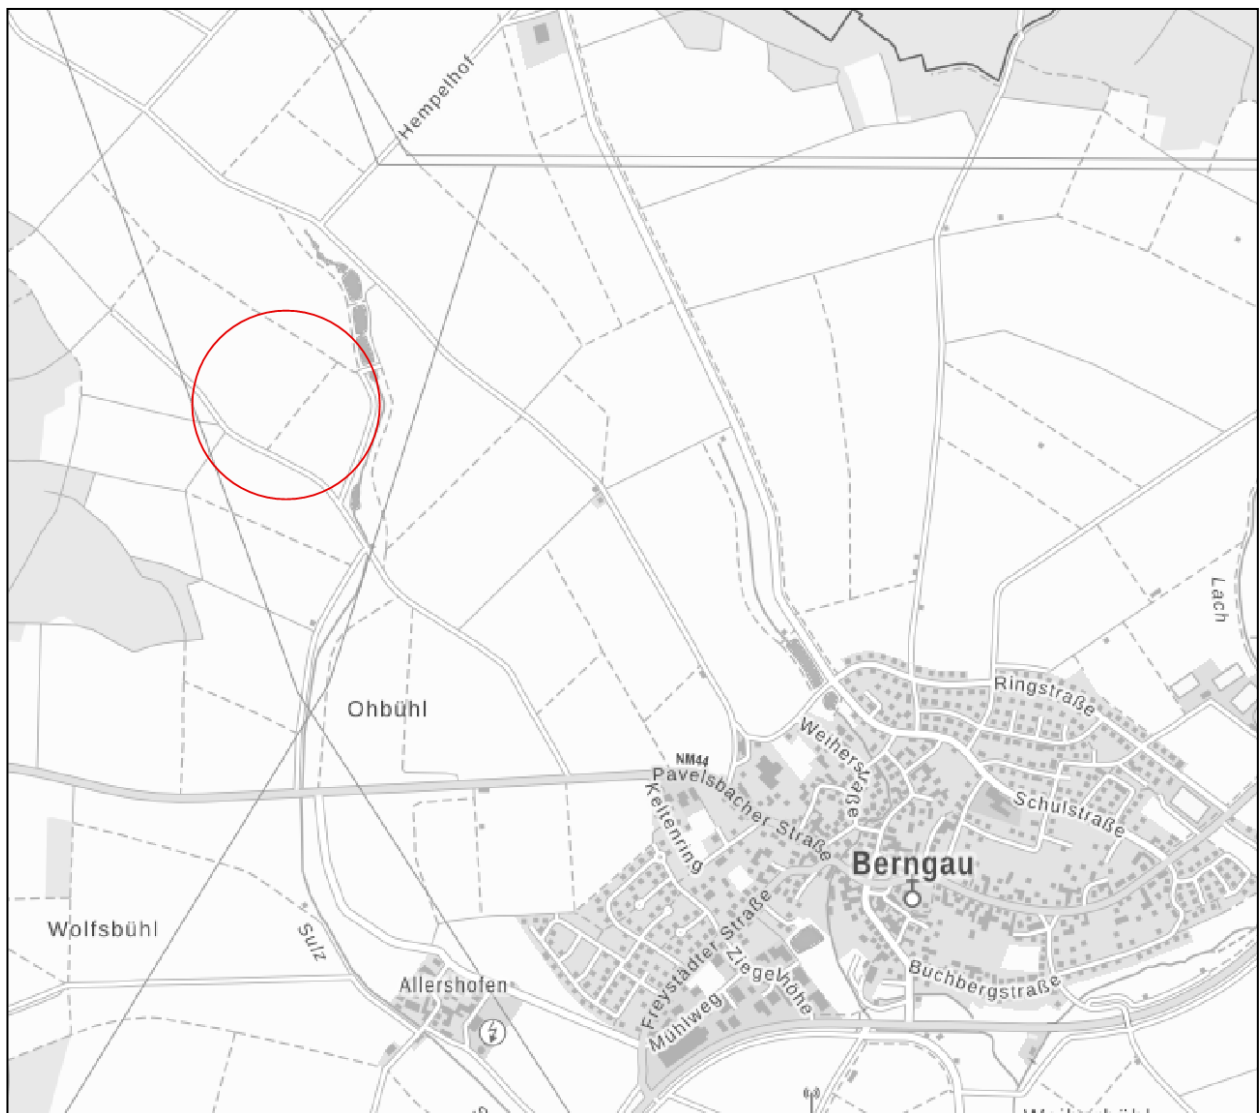 Hempelhof
Lach
Ringstraße
Ohbühl
Weiherstraße
NM44
Pavelsbacher Straße
Keltenring
Schulstraße
Berngau
Wolfsbühl
Sulz
Freystädter Straße
Ziegelhöhe
Buchbergstraße
Allershofen
Mühlweg